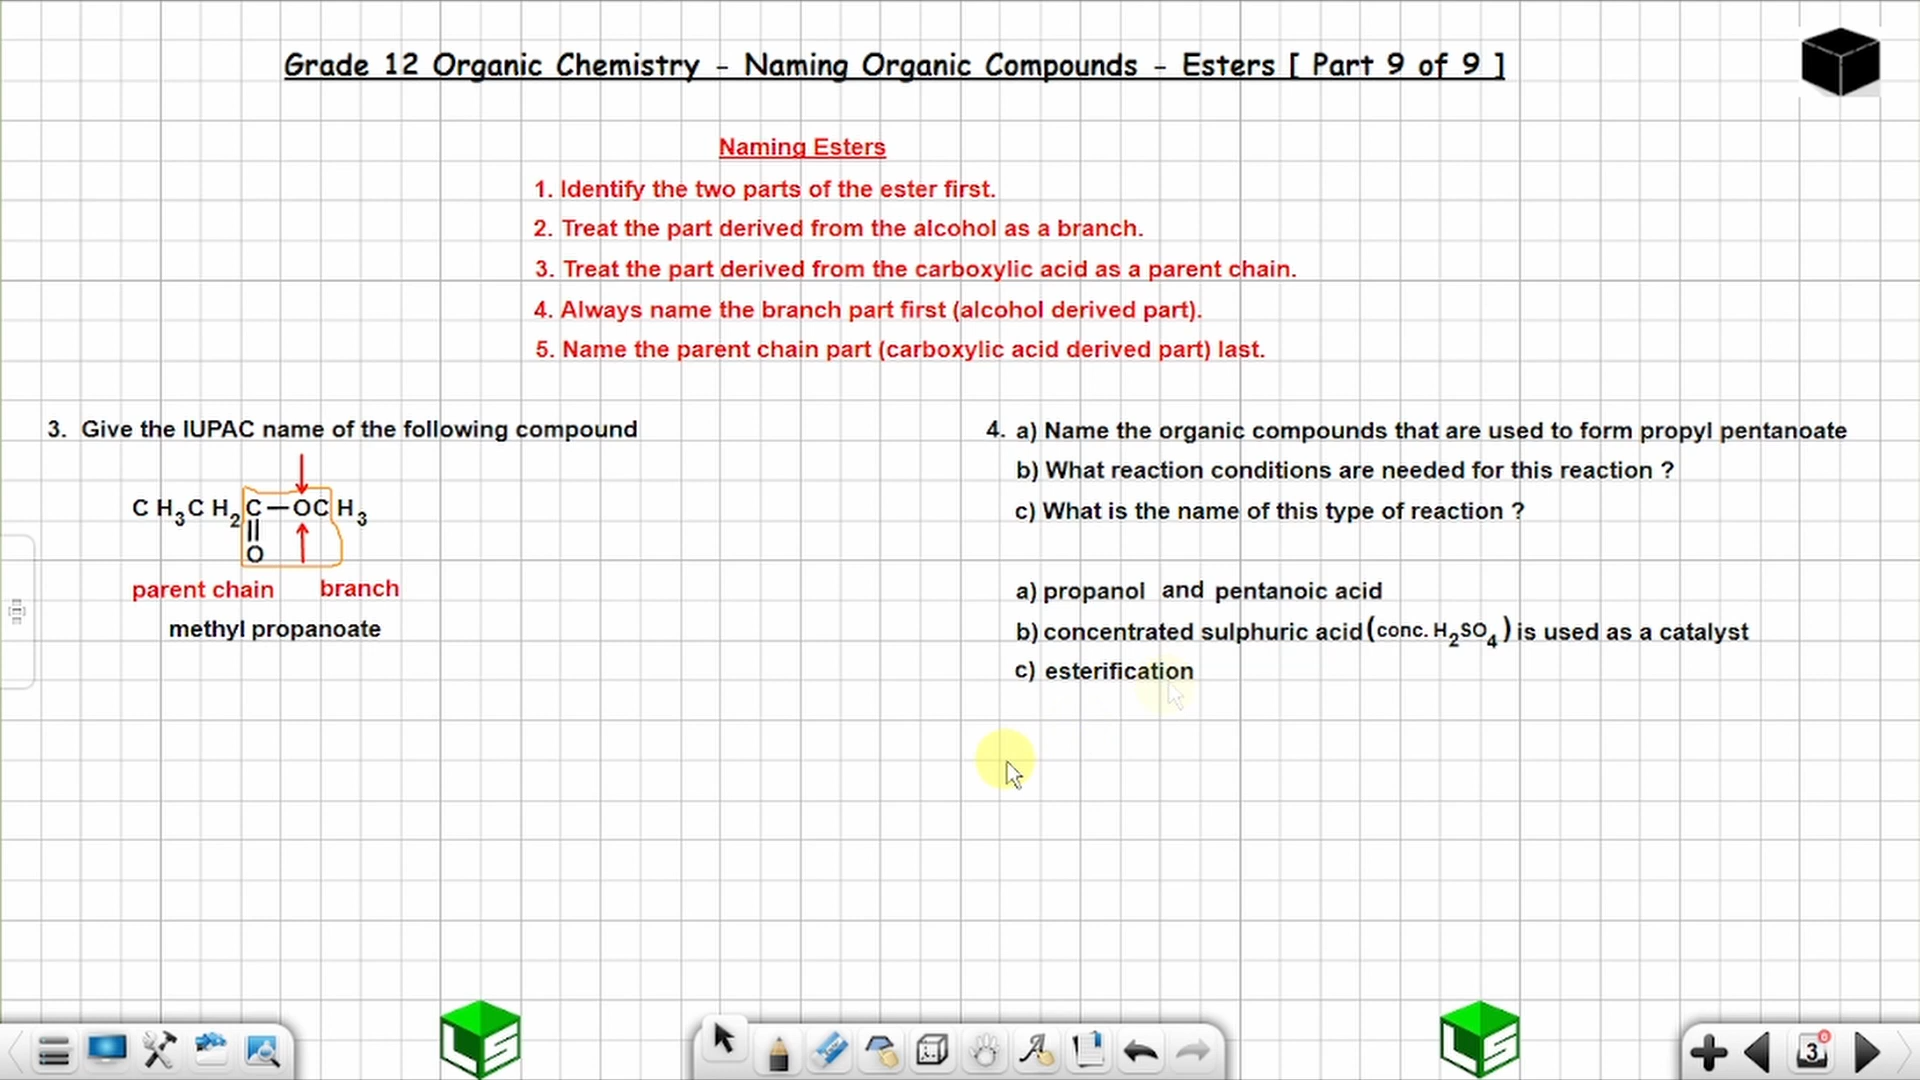 Grade 12 Organic Chemistry - Naming Organic Compounds - Esters [ Part 9 of 9 ]
Naming Esters
1. Identify the two parts of the ester first.
2. Treat the part derived from the alcohol as a branch.
3. Treat the part derived from the carboxylic acid as a parent chain.
4. Always name the branch part first (alcohol derived part).
5. Name the parent chain part (carboxylic acid derived part) last.
3. Give the IUPAC name of the following compound
CH₃CH₂C—OCH₃
||
O
parent chain branch
methyl propanoate
4. a) Name the organic compounds that are used to form propyl pentanoate
b) What reaction conditions are needed for this reaction ?
c) What is the name of this type of reaction ?
a) propanol and pentanoic acid
b) concentrated sulphuric acid (conc. H₂SO₄) is used as a catalyst
c) esterification
LS
LS
3